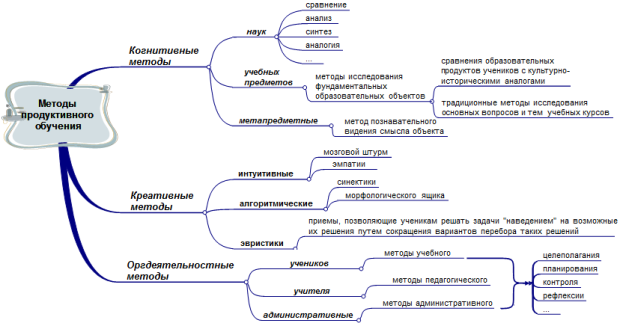 Методы
продуктивного
обучения
Когнитивные
методы
наук
сравнение
анализ
синтез
аналогия
...
учебных
предметов
методы исследования
фундаментальных
образовательных объектов
сравнения образовательных
продуктов учеников с культурно-
историческими аналогами
традиционные методы исследования
основных вопросов и тем учебных курсов
метапредметные
метод познавательного
видения смысла объекта
Креативные
методы
интуитивные
мозговой штурм
эмпатии
алгоритмические
синектики
морфологического ящика
эвристики
приемы, позволяющие ученикам решать задачи "наведением" на возможные
их решения путем сокращения вариантов перебора таких решений
Оргдеятельностные
методы
учеников
методы учебного
учителя
методы педагогического
административные
методы административного
целеполагания
планирования
контроля
рефлексии
...